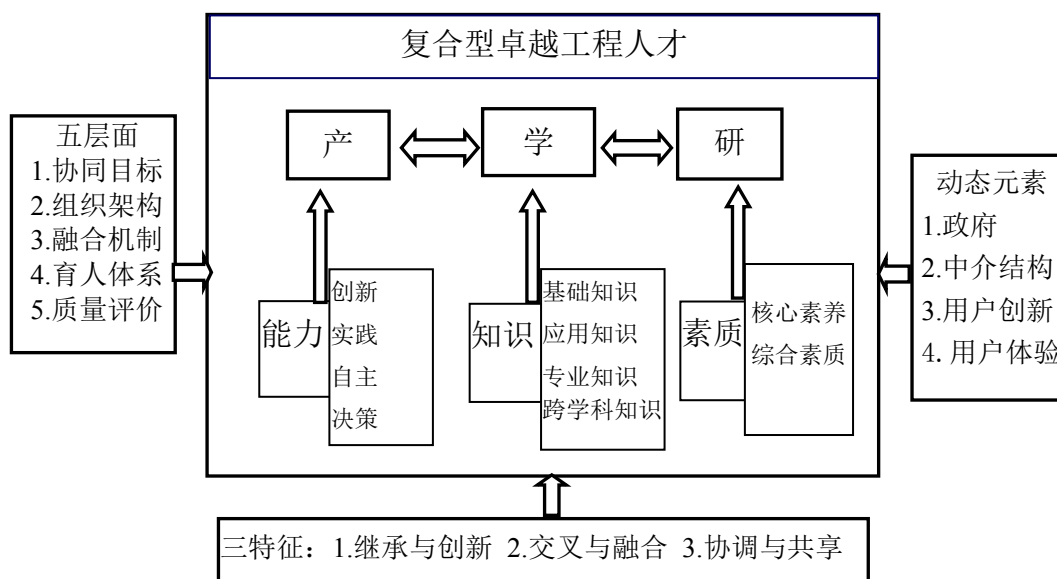 复合型卓越工程人才
五层面
1.协同目标
2.组织架构
3.融合机制
4.育人体系
5.质量评价
产
学
研
能力
创新
实践
自主
决策
知识
基础知识
应用知识
专业知识
跨学科知识
素质
核心素养
综合素质
动态元素
1.政府
2.中介结构
3.用户创新
4.用户体验
三特征：1.继承与创新 2.交叉与融合 3.协调与共享